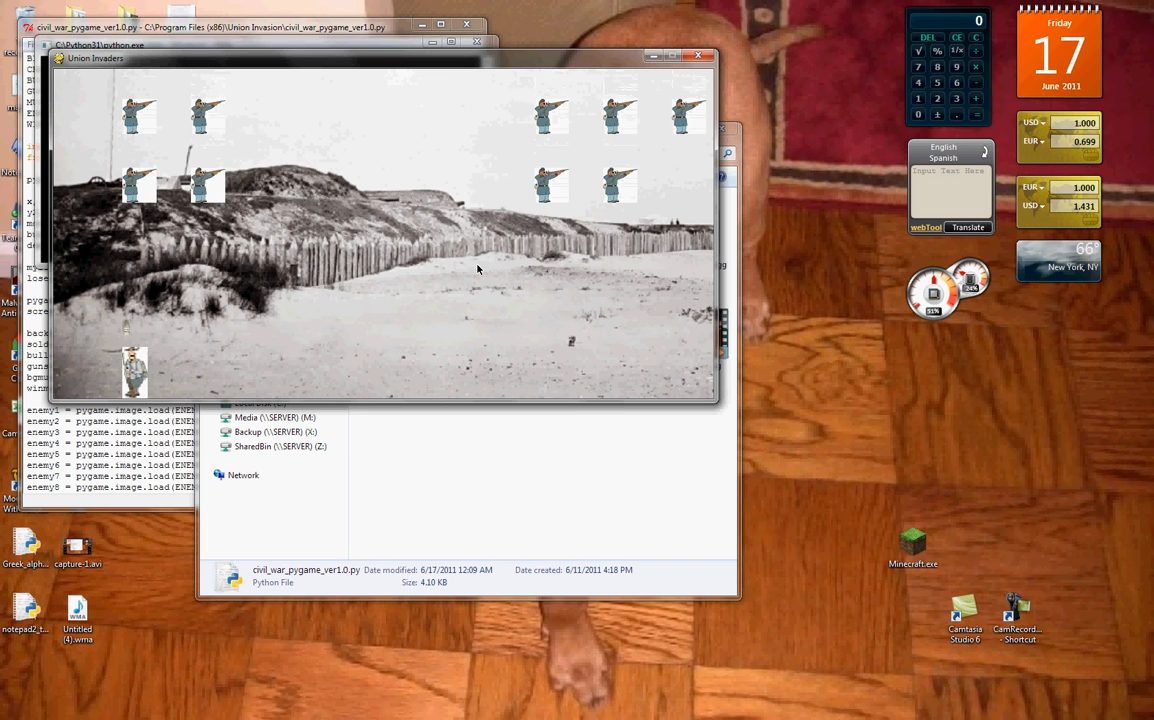 civil_war_pygame_ver1.0.py - C:\Program Files (x86)\Union Invasion\civil_war_pygame_ver1.0.py
C:\Python31\python.exe
Union Invaders
enemy1 = pygame.image.load(ENE
enemy2 = pygame.image.load(ENE
enemy3 = pygame.image.load(ENE
enemy4 = pygame.image.load(ENE
enemy5 = pygame.image.load(ENE
enemy6 = pygame.image.load(ENE
enemy7 = pygame.image.load(ENE
enemy8 = pygame.image.load(ENE
Media (\\SERVER) (M:)
Backup (\\SERVER) (X:)
SharedBin (\\SERVER) (Z:)
Network
civil_war_pygame_ver1.0.py Date modified: 6/17/2011 12:09 AM Date created: 6/11/2011 4:18 PM
Python File Size: 4.10 KB
Greek_alph...
capture-1.avi
notepad2_t...
Untitled
(4).wma
0
DEL CE C
√ % 1/x ÷
7 8 9 ×
4 5 6 -
1 2 3 +
0 ± . =
Friday
17
June 2011
USD 1.000
EUR 0.699
EUR 1.000
USD 1.431
English
Spanish
Input Text Here
webTool Translate
66°
New York, NY
51%
24%
Minecraft.exe
Camtasia
Studio 6
CamRecord...
- Shortcut